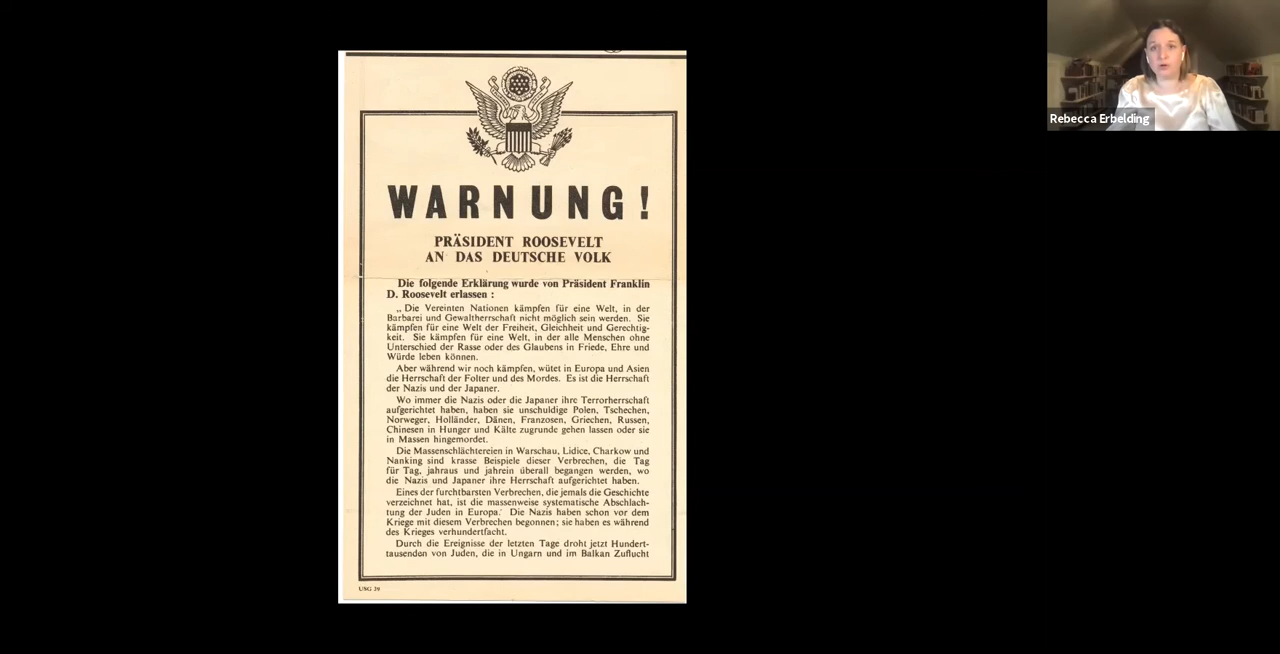 WARNUNG!
PRÄSIDENT ROOSEVELT
AN DAS DEUTSCHE VOLK
Die folgende Erklärung wurde von Präsident Franklin
D. Roosevelt erlassen :
„ Die Vereinten Nationen kämpfen für eine Welt, in der
Barbarei und Gewaltherrschaft nicht möglich sein werden. Sie
kämpfen für eine Welt der Freiheit, Gleichheit und Gerechtig-
keit. Sie kämpfen für eine Welt, in der alle Menschen ohne
Unterschied der Rasse oder des Glaubens in Friede, Ehre und
Würde leben können.
Aber während wir noch kämpfen, wütet in Europa und Asien
die Herrschaft der Folter und des Mordes. Es ist die Herrschaft
der Nazis und der Japaner.
Wo immer die Nazis oder die Japaner ihre Terrorherrschaft
aufgerichtet haben, haben sie unschuldige Polen, Tschechen,
Norweger, Holländer, Dänen, Franzosen, Griechen, Russen,
Chinesen in Hunger und Kälte zugrunde gehen lassen oder sie
in Massen hingemordet.
Die Massenschlächtereien in Warschau, Lidice, Charkow und
Nanking sind krasse Beispiele dieser Verbrechen, die Tag
für Tag, jahraus und jahrein überall begangen werden, wo
die Nazis und Japaner ihre Herrschaft aufgerichtet haben.
Eines der furchtbarsten Verbrechen, die jemals die Geschichte
verzeichnet hat, ist die massenweise systematische Abschlach-
tung der Juden in Europa. Die Nazis haben schon vor dem
Kriege mit diesem Verbrechen begonnen; sie haben es während
des Krieges verhundertfacht.
Durch die Ereignisse der letzten Tage droht jetzt Hundert-
tausenden von Juden, die in Ungarn und im Balkan Zuflucht
USG 29
Rebecca Erbelding